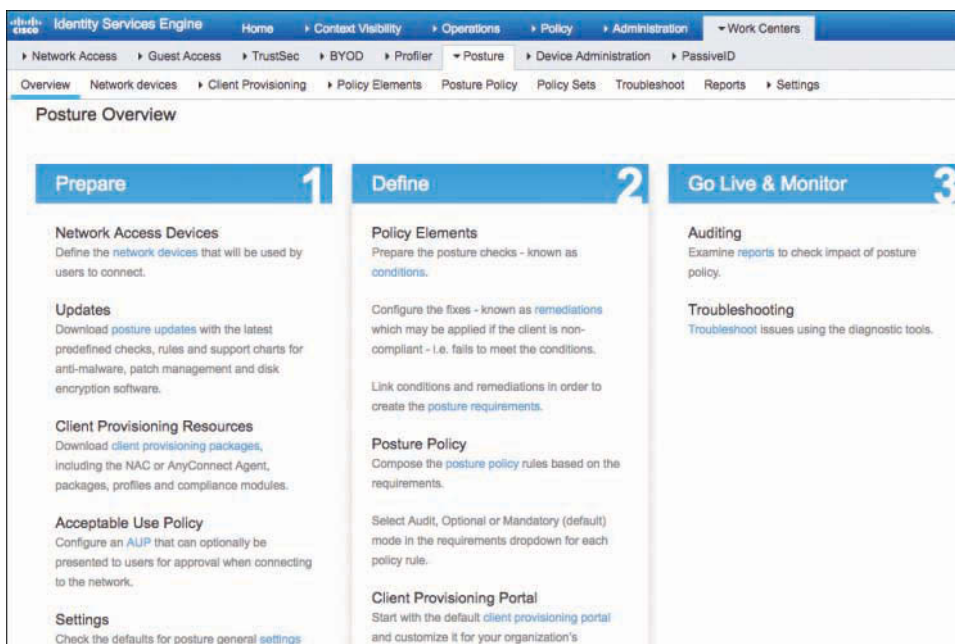 cisco Identity Services Engine Home Context Visibility Operations Policy Administration Work Centers
Network Access Guest Access TrustSec BYOD Profiler Posture Device Administration PassiveID
Overview Network devices Client Provisioning Policy Elements Posture Policy Policy Sets Troubleshoot Reports Settings
Posture Overview
Prepare 1
Network Access Devices
Define the network devices that will be used by
users to connect.
Updates
Download posture updates with the latest
predefined checks, rules and support charts for
anti-malware, patch management and disk
encryption software.
Client Provisioning Resources
Download client provisioning packages,
including the NAC or AnyConnect Agent,
packages, profiles and compliance modules.
Acceptable Use Policy
Configure an AUP that can optionally be
presented to users for approval when connecting
to the network.
Settings
Check the defaults for posture general settings
Define 2
Policy Elements
Prepare the posture checks - known as
conditions.
Configure the fixes - known as remediations
which may be applied if the client is non-
compliant - i.e. fails to meet the conditions.
Link conditions and remediations in order to
create the posture requirements.
Posture Policy
Compose the posture policy rules based on the
requirements.
Select Audit, Optional or Mandatory (default)
mode in the requirements dropdown for each
policy rule.
Client Provisioning Portal
Start with the default client provisioning portal
and customize it for your organization's
Go Live & Monitor 3
Auditing
Examine reports to check impact of posture
policy.
Troubleshooting
Troubleshoot issues using the diagnostic tools.